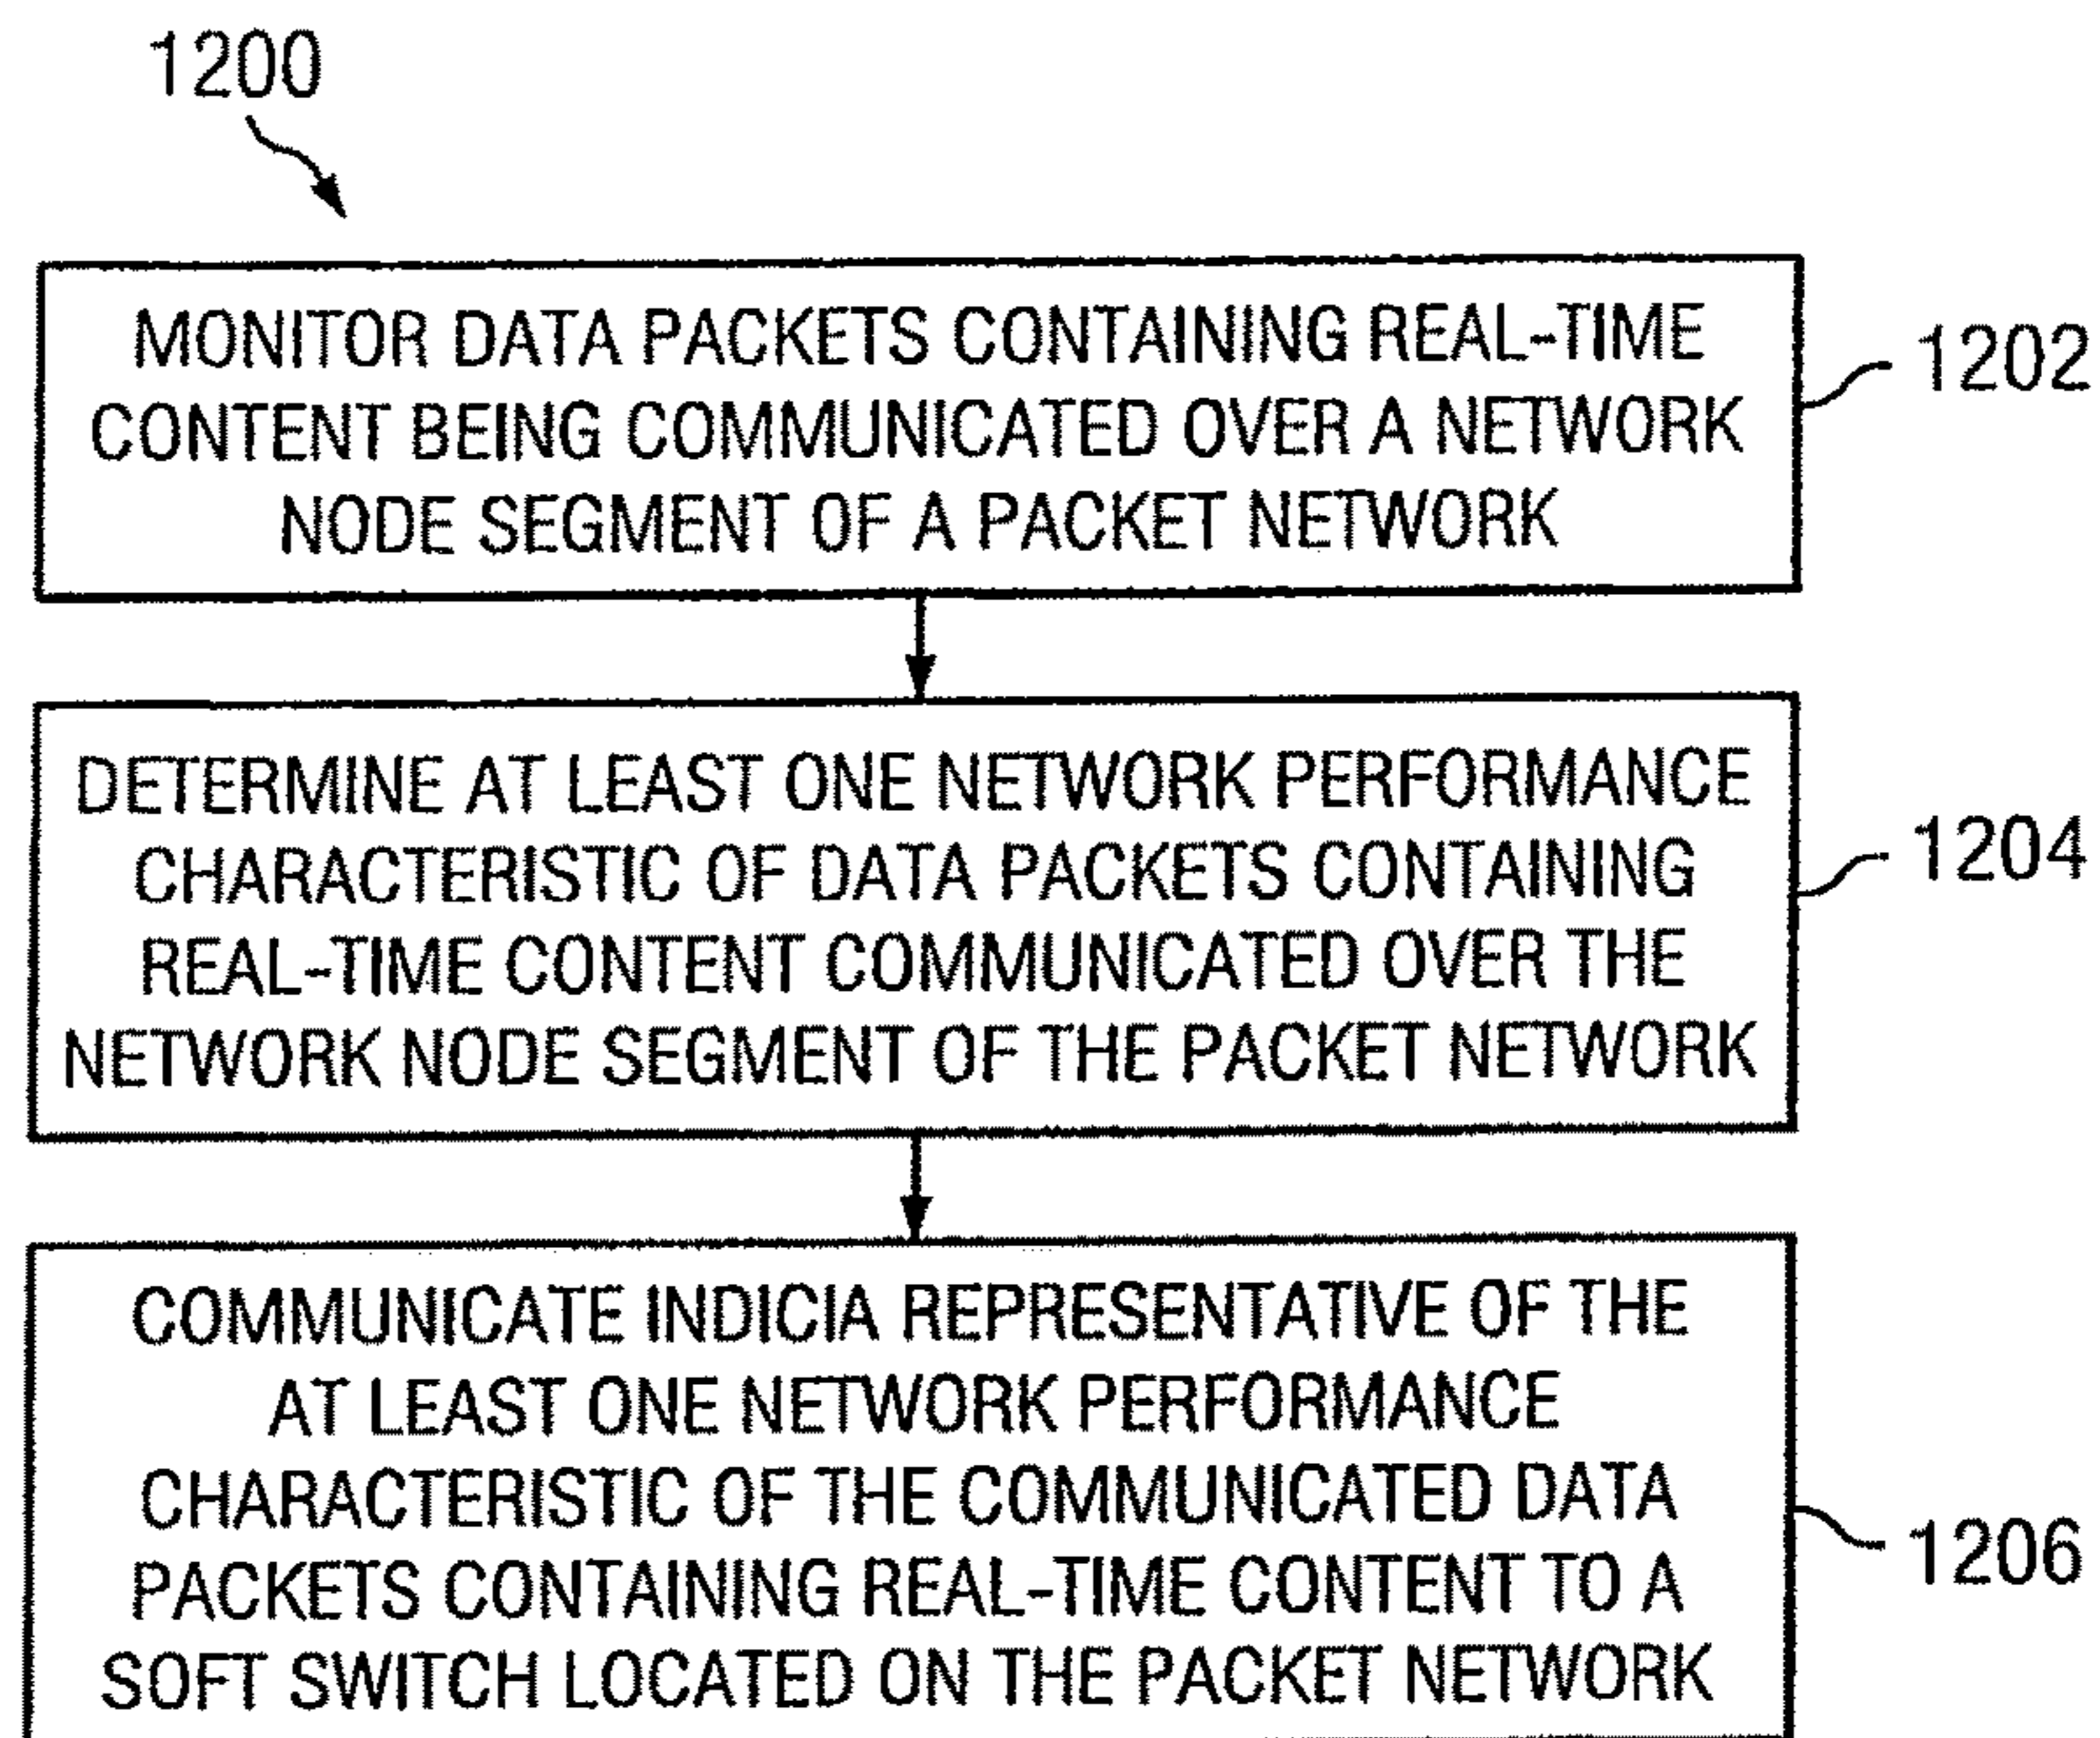 1200
MONITOR DATA PACKETS CONTAINING REAL-TIME
CONTENT BEING COMMUNICATED OVER A NETWORK
NODE SEGMENT OF A PACKET NETWORK
1202
DETERMINE AT LEAST ONE NETWORK PERFORMANCE
CHARACTERISTIC OF DATA PACKETS CONTAINING
REAL-TIME CONTENT COMMUNICATED OVER THE
NETWORK NODE SEGMENT OF THE PACKET NETWORK
1204
COMMUNICATE INDICIA REPRESENTATIVE OF THE
AT LEAST ONE NETWORK PERFORMANCE
CHARACTERISTIC OF THE COMMUNICATED DATA
PACKETS CONTAINING REAL-TIME CONTENT TO A
SOFT SWITCH LOCATED ON THE PACKET NETWORK
1206